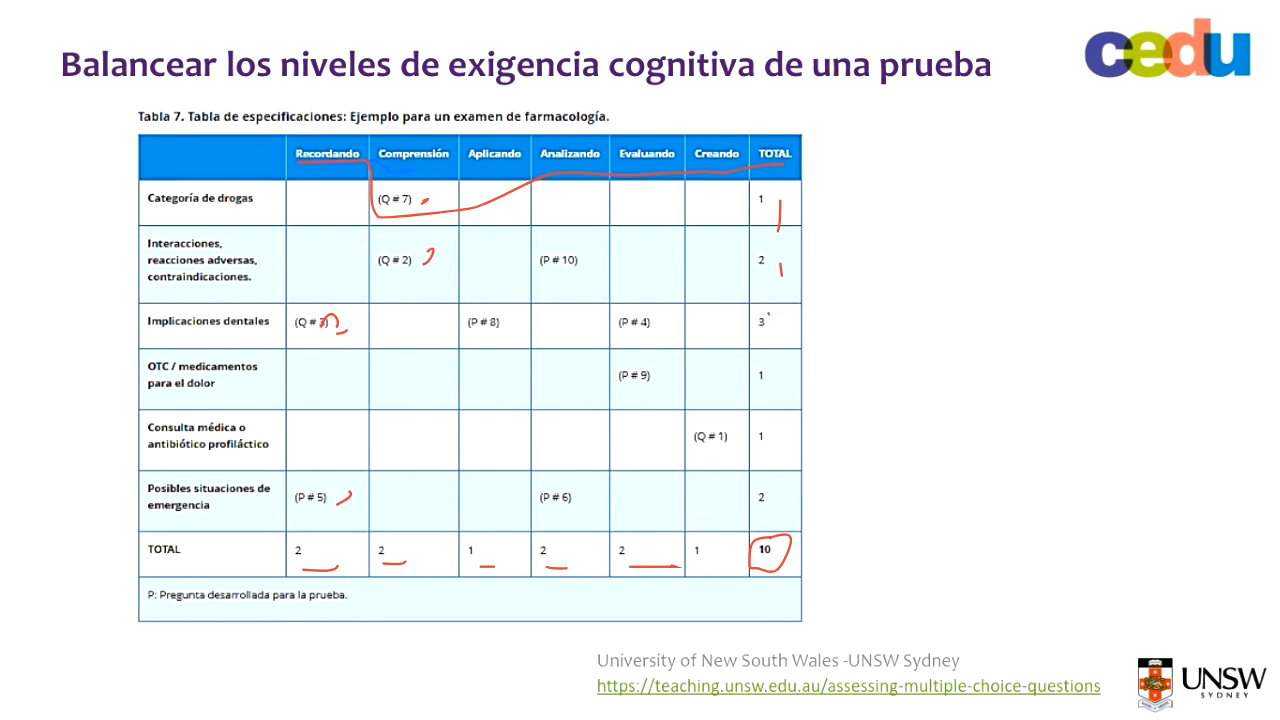 Balancear los niveles de exigencia cognitiva de una prueba
cedu
Tabla 7. Tabla de especificaciones: Ejemplo para un examen de farmacología.
Recordando Comprensión Aplicando Analizando Evaluando Creando TOTAL
Categoría de drogas (Q # 7) 1
Interacciones,
reacciones adversas,
contraindicaciones.
(Q # 2) (P # 10) 2
Implicaciones dentales (Q # (P # 8) (P # 4) 3
OTC / medicamentos
para el dolor
(P # 9) 1
Consulta médica o
antibiótico profiláctico
(Q # 1) 1
Posibles situaciones de
emergencia
(P # 5) (P # 6) 2
TOTAL 2 2 1 2 2 1 10
P: Pregunta desarrollada para la prueba.
University of New South Wales -UNSW Sydney
https://teaching.unsw.edu.au/assessing-multiple-choice-questions
UNSW
SYDNEY